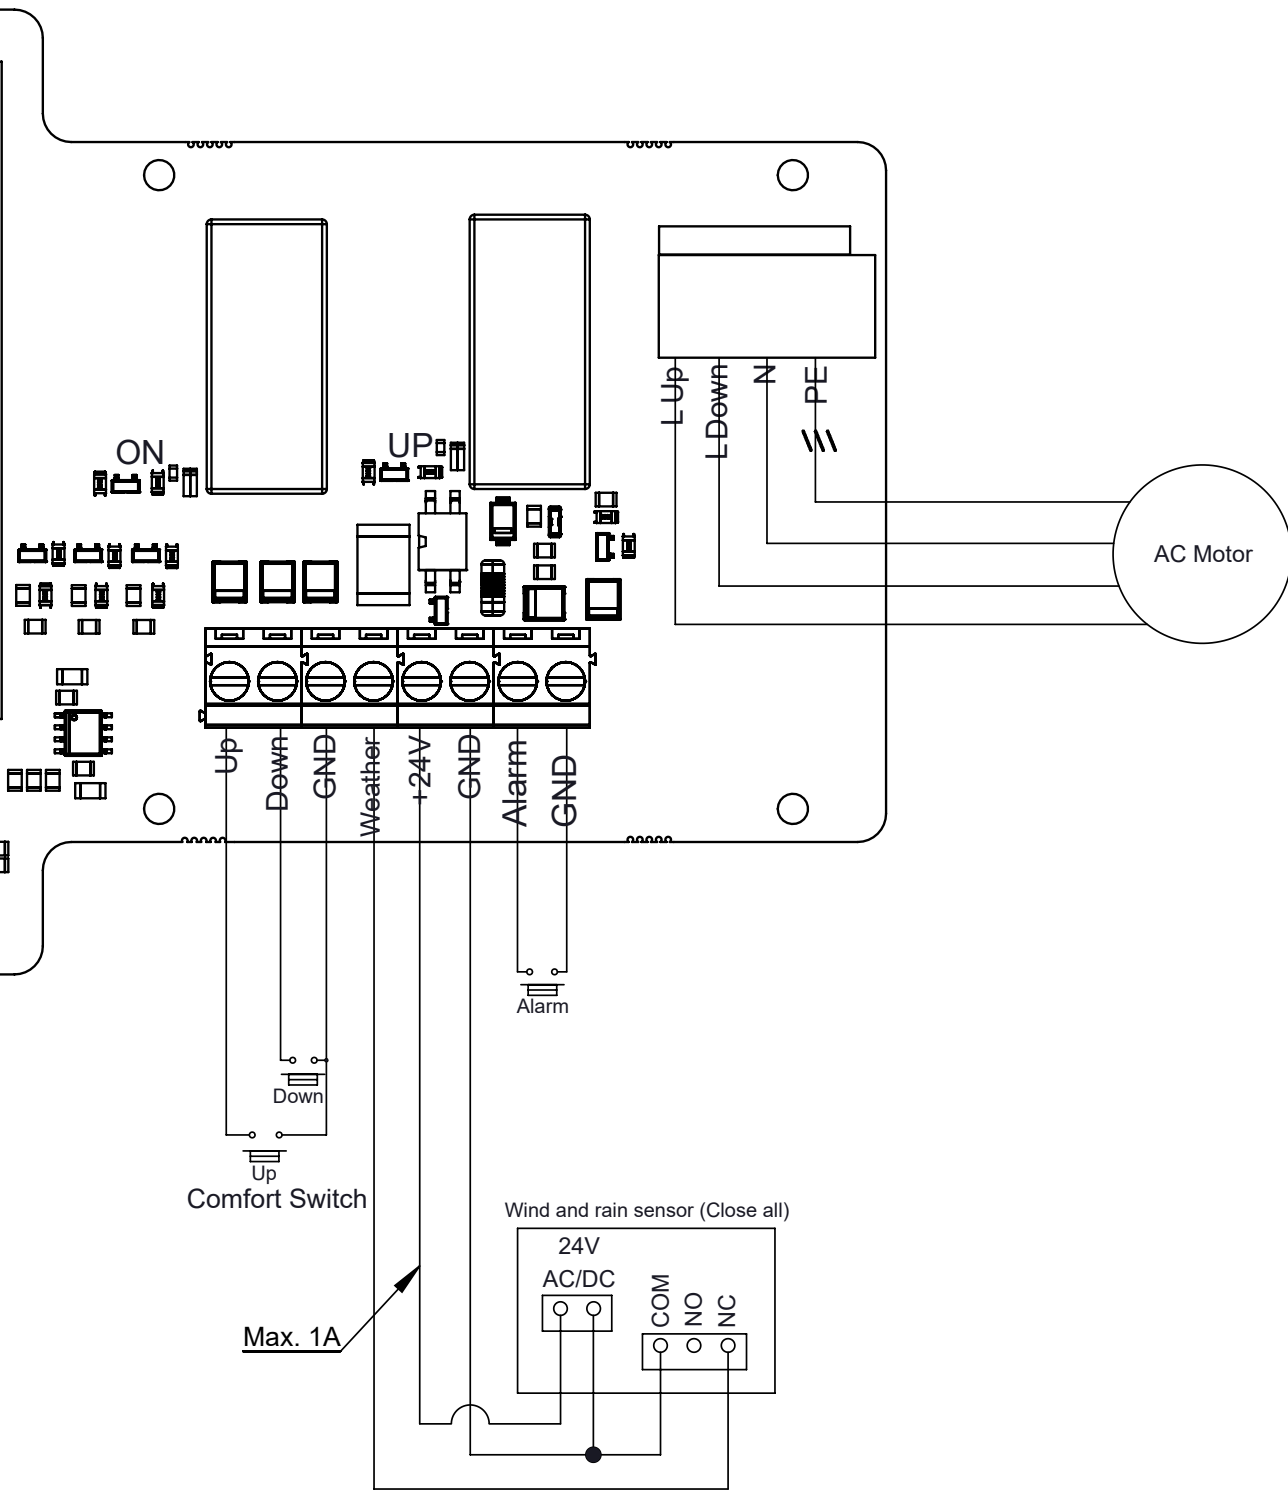 ON
UP
L Up
L Down
N
PE
AC Motor
Up
Down
GND
Weather
+24V
GND
Alarm
GND
Alarm
Down
Up
Comfort Switch
Wind and rain sensor (Close all)
24V
AC/DC
COM
NO
NC
Max. 1A